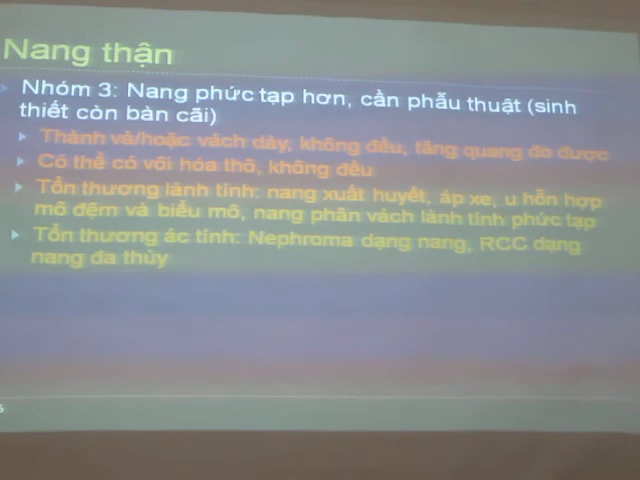 Nang thận
Nhóm 3: Nang phức tạp hơn, cần phẫu thuật (sinh
thiết còn bàn cãi)
Thành và/hoặc vách dày, không đều, tăng quang đo được
Có thể có vôi hóa thô, không đều
Tổn thương lành tính: nang xuất huyết, áp xe, u hỗn hợp
mô đệm và biểu mô, nang phân vách lành tính phức tạp
Tổn thương ác tính: Nephroma dạng nang, RCC dạng
nang đa thùy